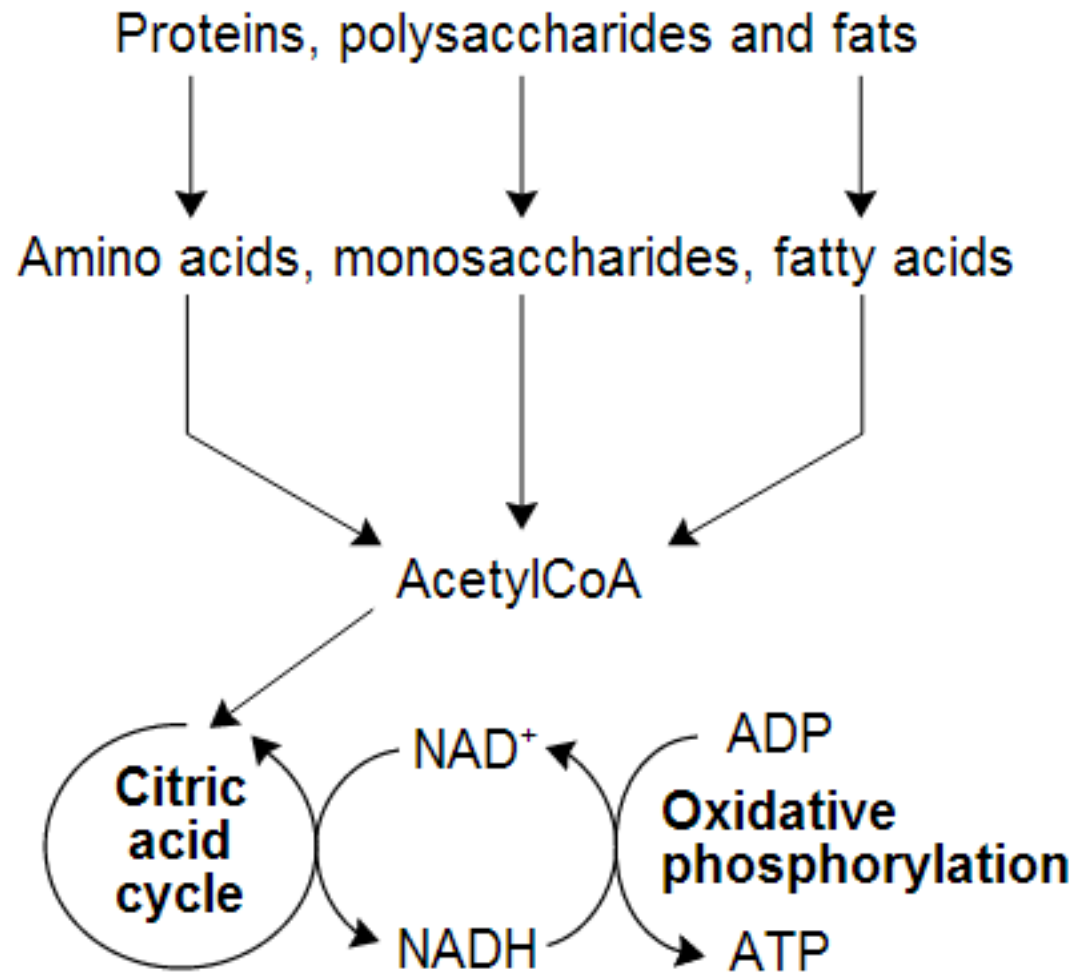 Proteins, polysaccharides and fats
Amino acids, monosaccharides, fatty acids
AcetylCoA
Citric
acid
cycle
NAD⁺
NADH
ADP
Oxidative
phosphorylation
ATP